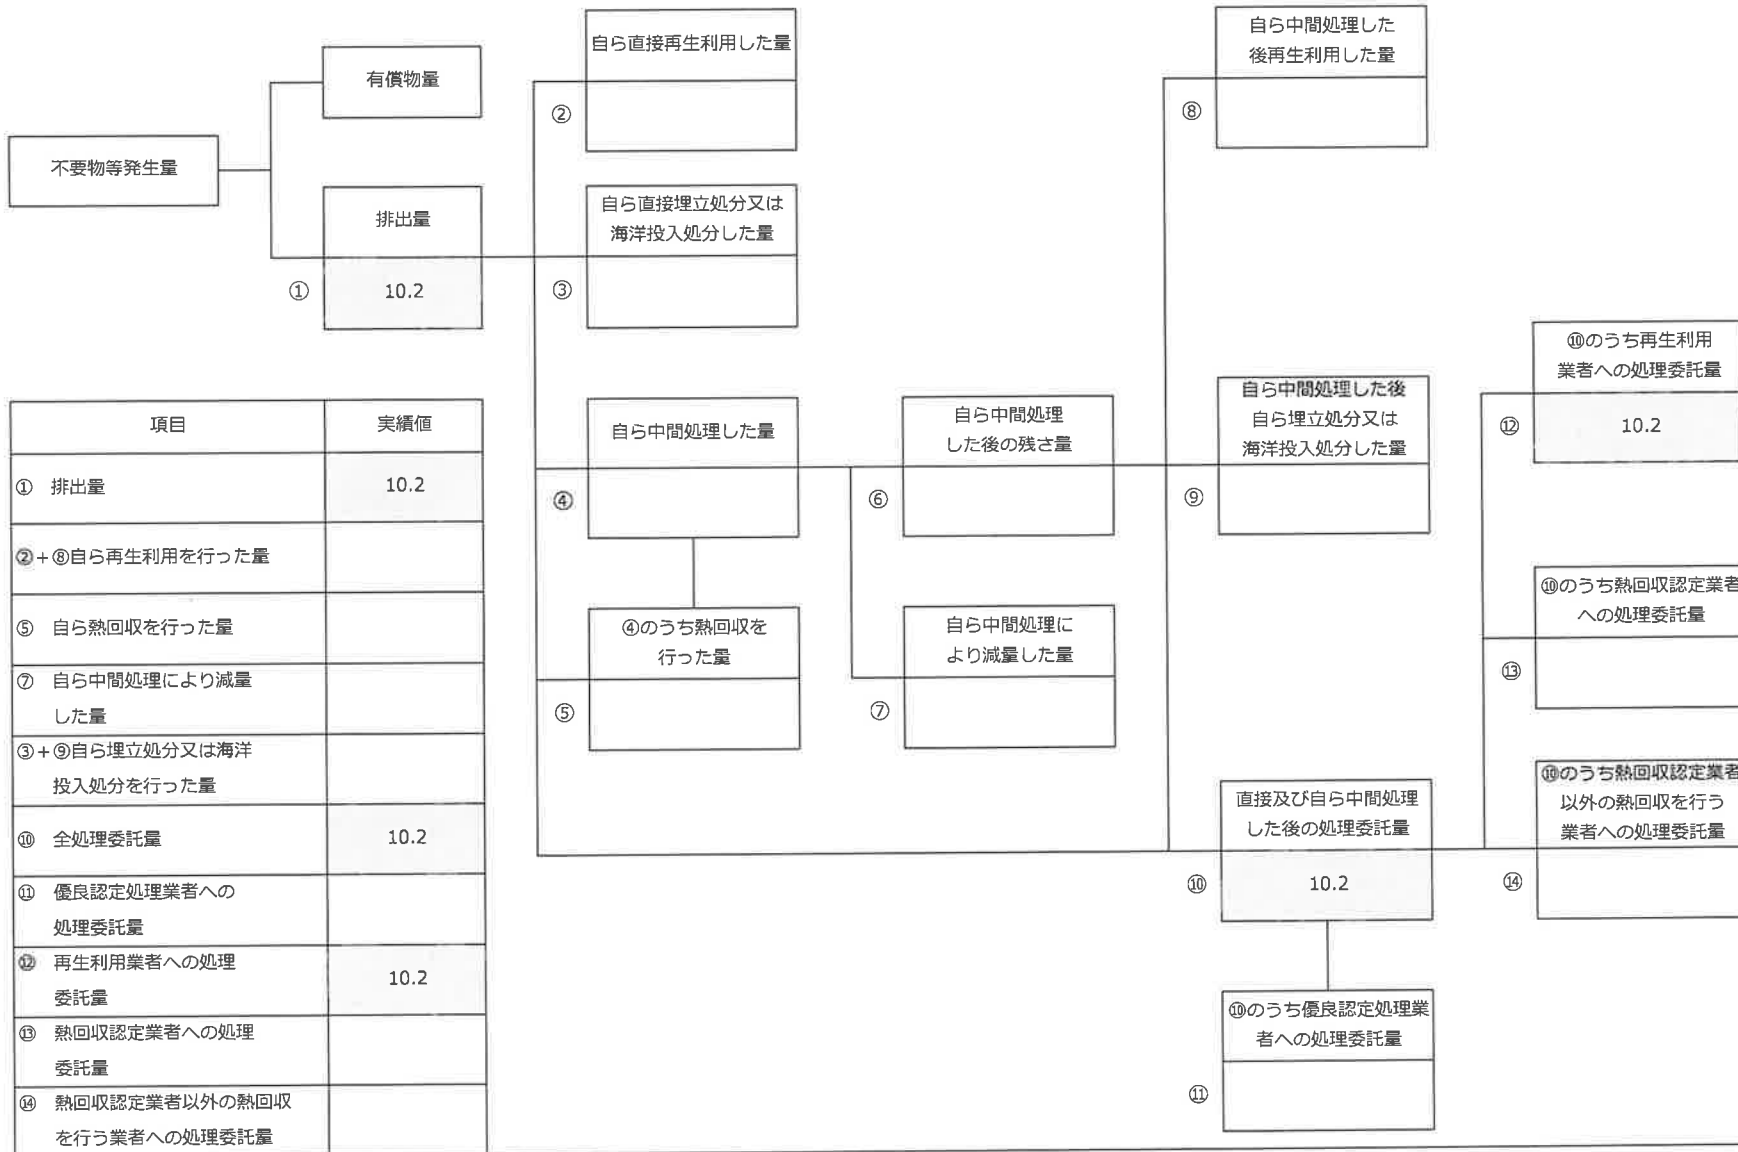 不要物等発生量
有償物量
排出量
① 10.2
自ら直接再生利用した量
②
自ら直接埋立処分又は
海洋投入処分した量
③
自ら中間処理した量
④
④のうち熱回収を
行った量
⑤
自ら中間処理
した後の残さ量
⑥
自ら中間処理に
より減量した量
⑦
自ら中間処理した
後再生利用した量
⑧
自ら中間処理した後
自ら埋立処分又は
海洋投入処分した量
⑨
直接及び自ら中間処理
した後の処理委託量
⑩ 10.2
⑩のうち優良認定処理業
者への処理委託量
⑪
⑩のうち再生利用
業者への処理委託量
⑫ 10.2
⑩のうち熱回収認定業者
への処理委託量
⑬
⑩のうち熱回収認定業者
以外の熱回収を行う
業者への処理委託量
⑭
項目 実績値
① 排出量 10.2
②+⑧自ら再生利用を行った量
⑤ 自ら熱回収を行った量
⑦ 自ら中間処理により減量
した量
③+⑨自ら埋立処分又は海洋
投入処分を行った量
⑩ 全処理委託量 10.2
⑪ 優良認定処理業者への
処理委託量
⑫ 再生利用業者への処理
委託量 10.2
⑬ 熱回収認定業者への処理
委託量
⑭ 熱回収認定業者以外の熱回収
を行う業者への処理委託量